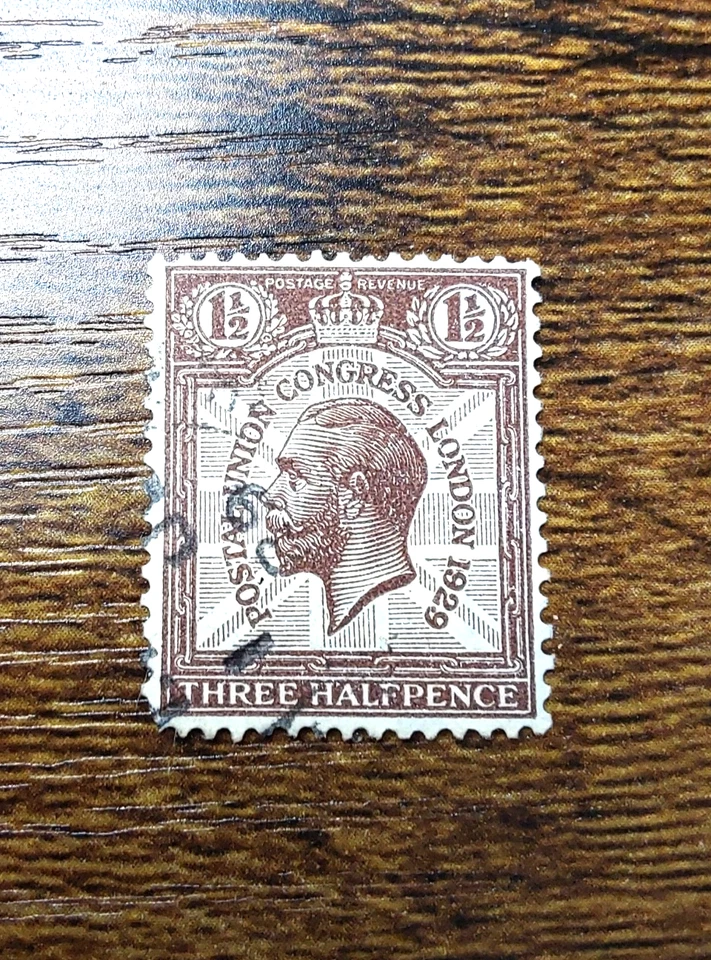 POSTAGE REVENUE
1½ 1½
POSTAL UNION CONGRESS LONDON 1929
THREE HALFPENCE